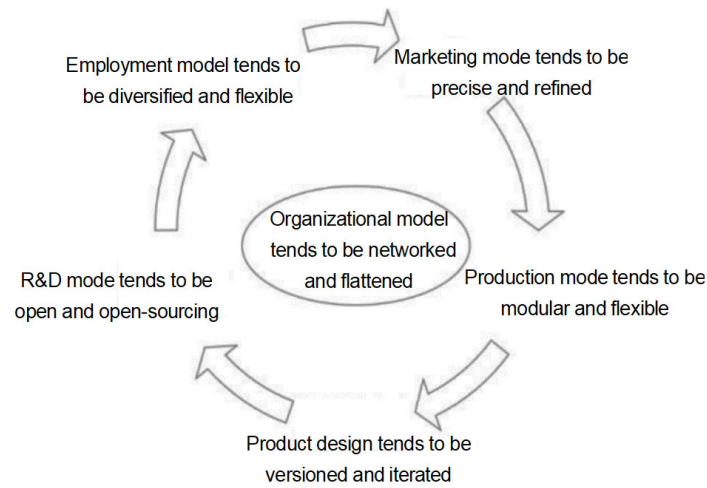 Employment model tends to
be diversified and flexible
Marketing mode tends to be
precise and refined
Organizational model
tends to be networked
and flattened
R&D mode tends to be
open and open-sourcing
Production mode tends to be
modular and flexible
Product design tends to be
versioned and iterated